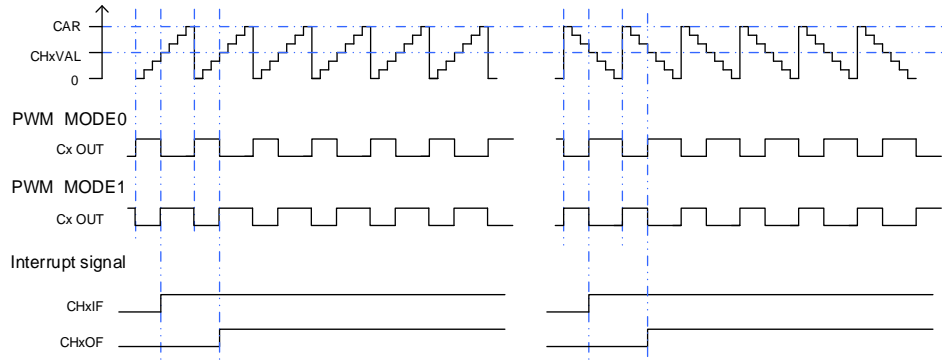 CAR
CHxVAL
0
PWM MODE0
Cx OUT
PWM MODE1
Cx OUT
Interrupt signal
CHxIF
CHxOF